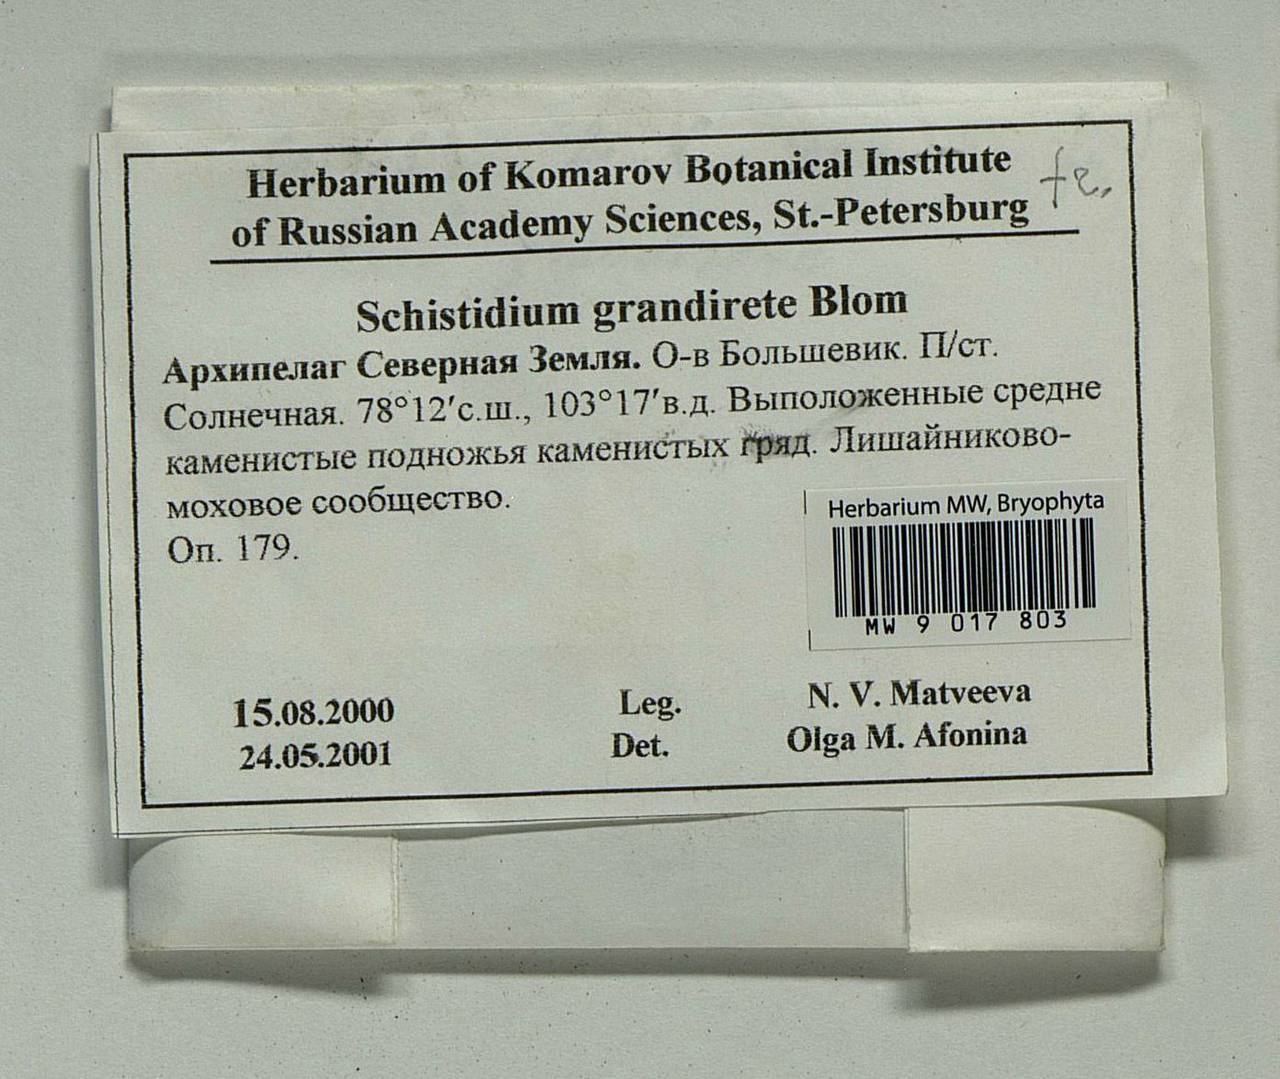 Herbarium of Komarov Botanical Institute
of Russian Academy Sciences, St.-Petersburg
fr.
Schistidium grandirete Blom
Архипелаг Северная Земля. О-в Большевик. П/ст.
Солнечная. 78°12′с.ш., 103°17′в.д. Выположенные средне
каменистые подножья каменистых гряд. Лишайниково-
моховое сообщество.
Оп. 179.
Herbarium MW, Bryophyta
MW 9 017 803
15.08.2000 Leg. N. V. Matveeva
24.05.2001 Det. Olga M. Afonina